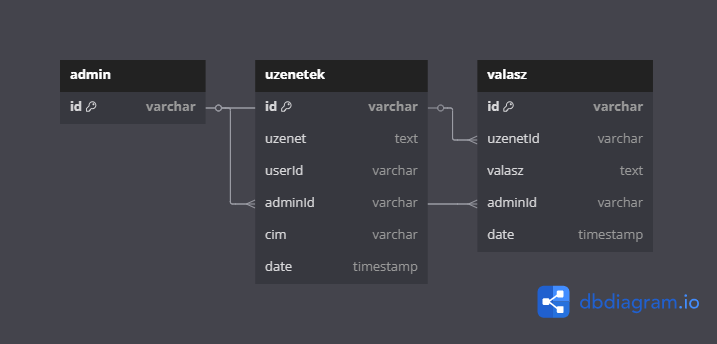 admin
id varchar
uzenetek
id varchar
uzenet text
userId varchar
adminId varchar
cim varchar
date timestamp
valasz
id varchar
uzenetId varchar
valasz text
adminId varchar
date timestamp
dbdiagram.io